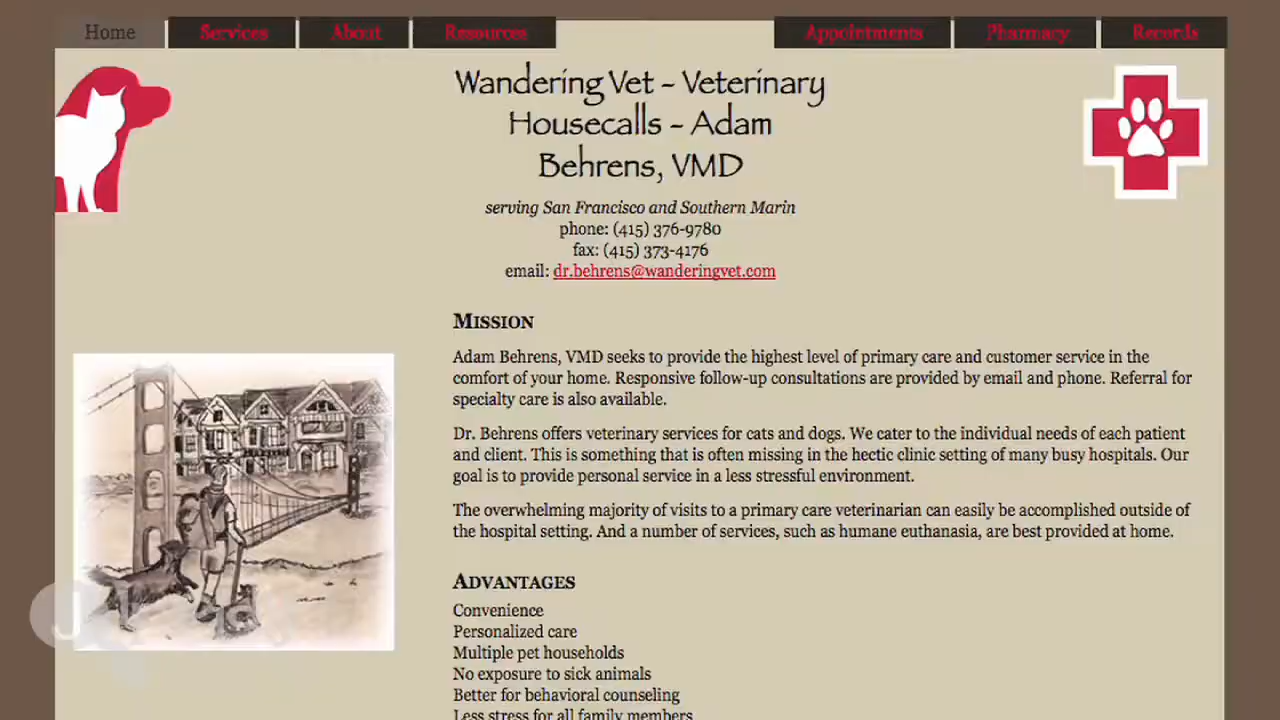 Home Services About Resources Appointments Pharmacy Records
Wandering Vet - Veterinary
Housecalls - Adam
Behrens, VMD
serving San Francisco and Southern Marin
phone: (415) 376-9780
fax: (415) 373-4176
email: dr.behrens@wanderingvet.com
MISSION
Adam Behrens, VMD seeks to provide the highest level of primary care and customer service in the
comfort of your home. Responsive follow-up consultations are provided by email and phone. Referral for
specialty care is also available.
Dr. Behrens offers veterinary services for cats and dogs. We cater to the individual needs of each patient
and client. This is something that is often missing in the hectic clinic setting of many busy hospitals. Our
goal is to provide personal service in a less stressful environment.
The overwhelming majority of visits to a primary care veterinarian can easily be accomplished outside of
the hospital setting. And a number of services, such as humane euthanasia, are best provided at home.
ADVANTAGES
Convenience
Personalized care
Multiple pet households
No exposure to sick animals
Better for behavioral counseling
Less stress for all family members